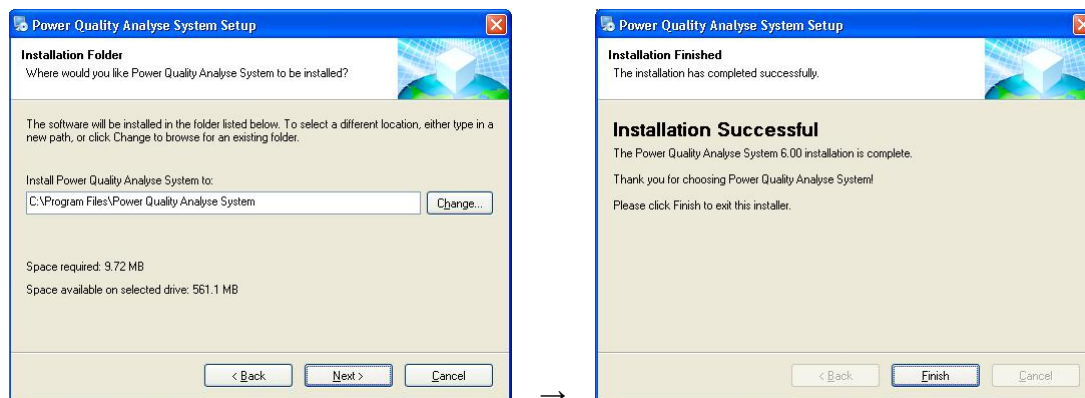 Power Quality Analyse System Setup
Installation Folder
Where would you like Power Quality Analyse System to be installed?
The software will be installed in the folder listed below. To select a different location, either type in a
new path, or click Change to browse for an existing folder.
Install Power Quality Analyse System to:
C:\Program Files\Power Quality Analyse System
Change...
Space required: 9.72 MB
Space available on selected drive: 561.1 MB
< Back
Next >
Cancel
→
Power Quality Analyse System Setup
Installation Finished
The installation has completed successfully.
Installation Successful
The Power Quality Analyse System 6.00 installation is complete.
Thank you for choosing Power Quality Analyse System!
Please click Finish to exit this installer.
< Back
Finish
Cancel